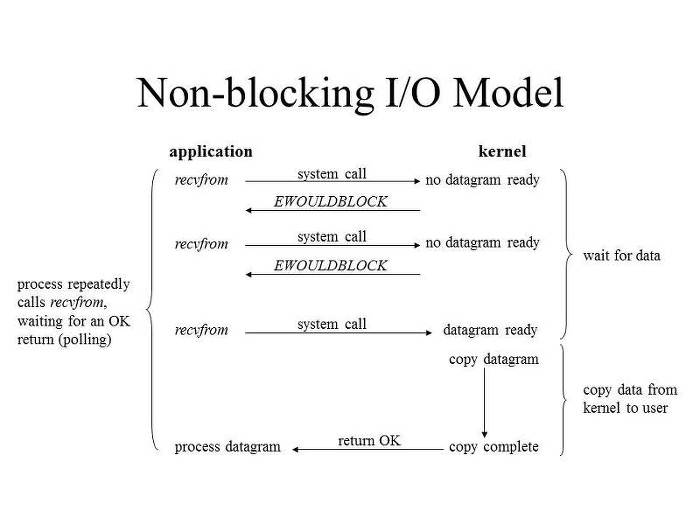 Non-blocking I/O Model
application
kernel
recvfrom
system call
no datagram ready
EWOULDBLOCK
recvfrom
system call
no datagram ready
EWOULDBLOCK
wait for data
process repeatedly
calls recvfrom,
waiting for an OK
return (polling)
recvfrom
system call
datagram ready
copy datagram
copy data from
kernel to user
process datagram
return OK
copy complete